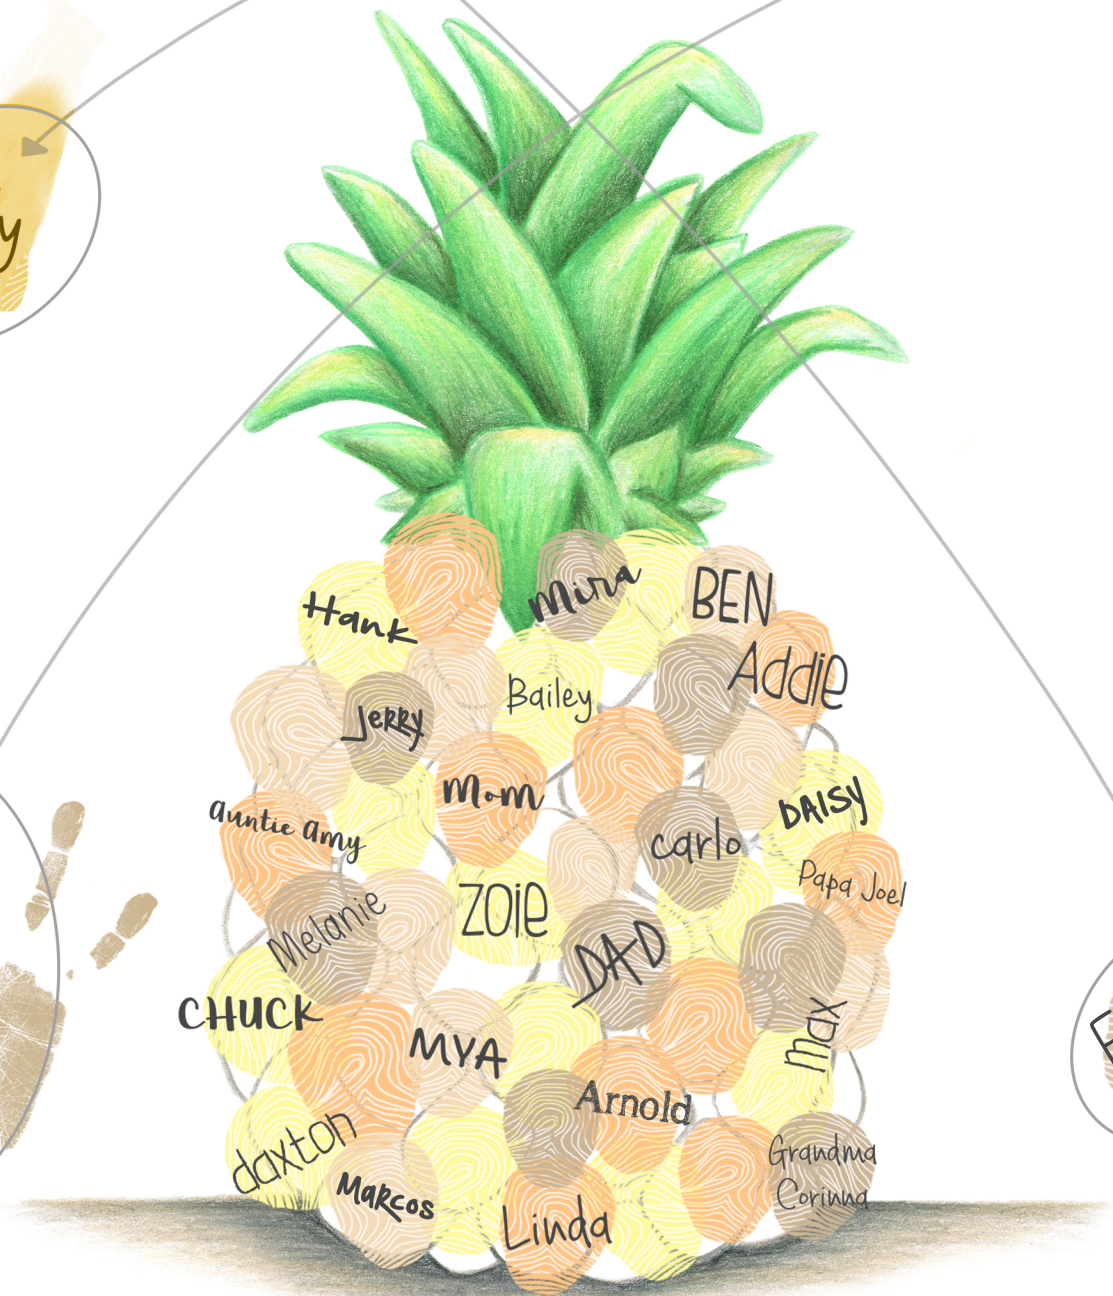 y
Mira
BEN
Hank
Addie
Bailey
Jerry
Mom
DAISY
auntie amy
carlo
Papa Joel
ZOIE
Melanie
DAD
CHUCK
max
MYA
Arnold
daxton
Grandma
Corinna
Marcos
Linda